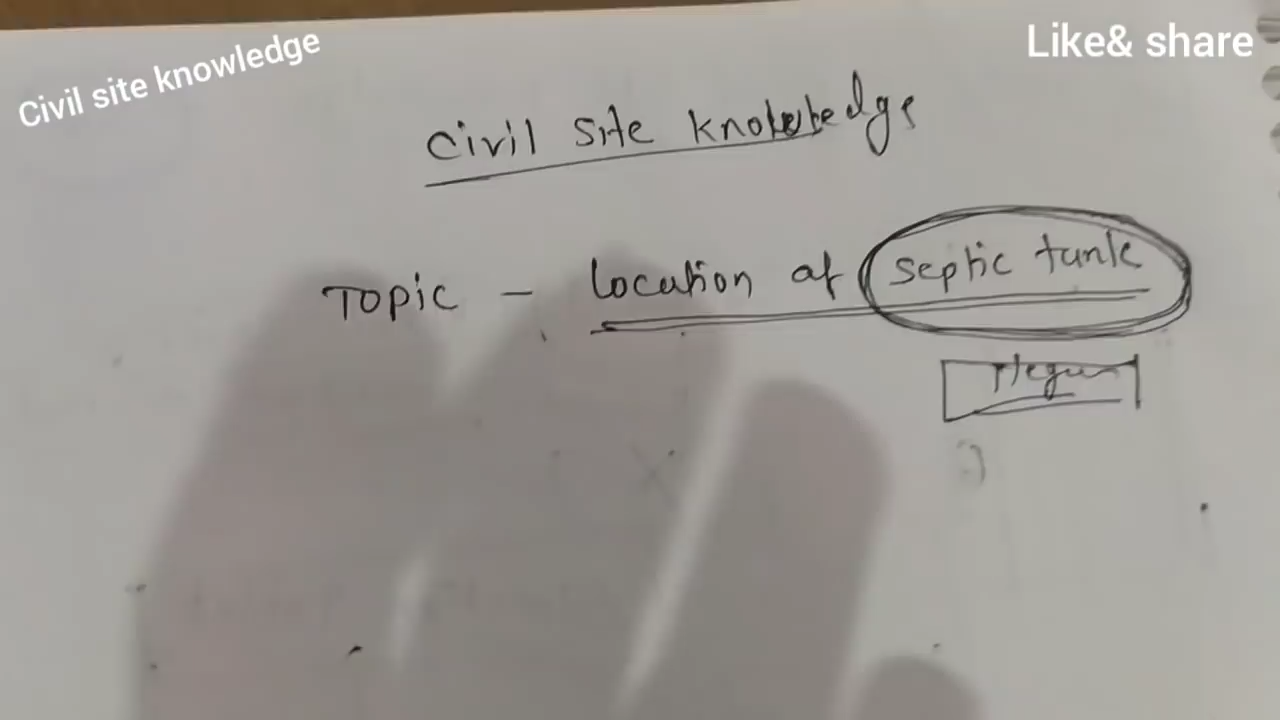 Civil site knowledge
Like& share
Civil site Knowledge
Topic - Location of septic tank